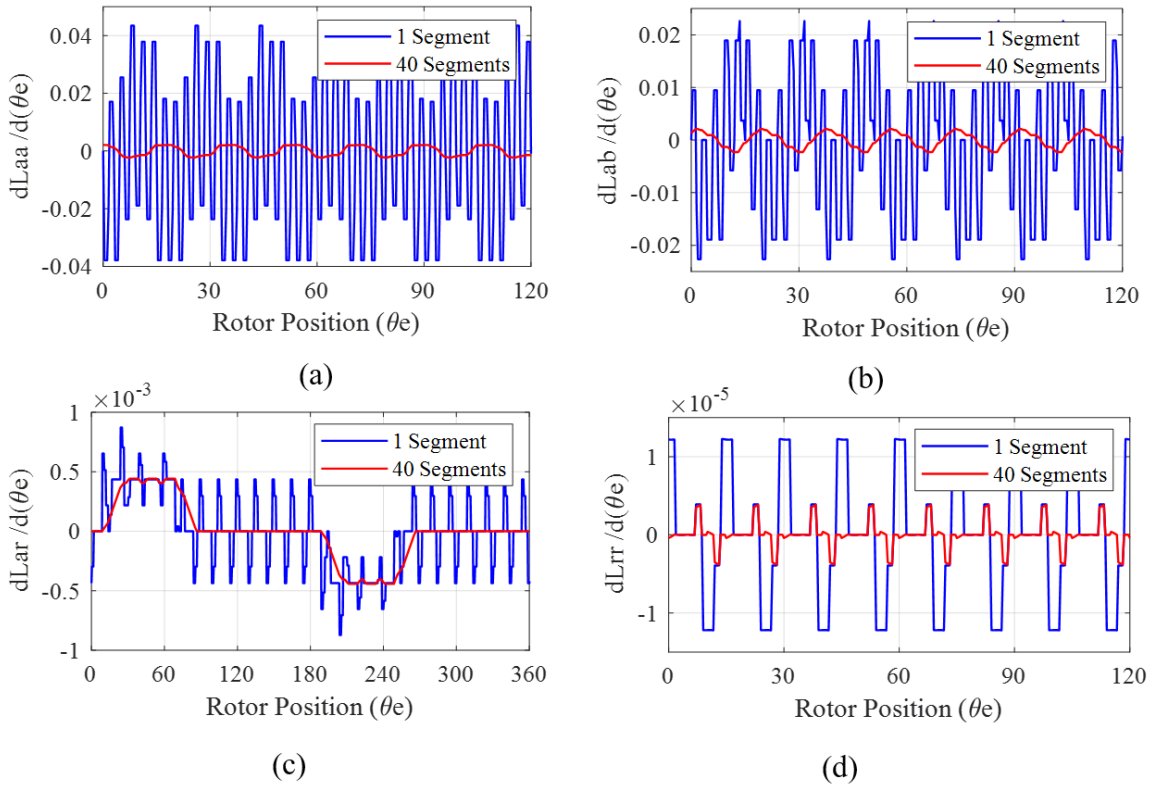 0.04
0.02
0
-0.02
-0.04
dLaa /d(θe)
1 Segment
40 Segments
0 30 60 90 120
Rotor Position (θe)
(a)
0.02
0.01
0
-0.01
-0.02
dLab /d(θe)
1 Segment
40 Segments
0 30 60 90 120
Rotor Position (θe)
(b)
×10⁻³
1
0.5
0
-0.5
-1
dLar /d(θe)
1 Segment
40 Segments
0 60 120 180 240 300 360
Rotor Position (θe)
(c)
×10⁻⁵
1
0
-1
dLrr /d(θe)
1 Segment
40 Segments
0 30 60 90 120
Rotor Position (θe)
(d)